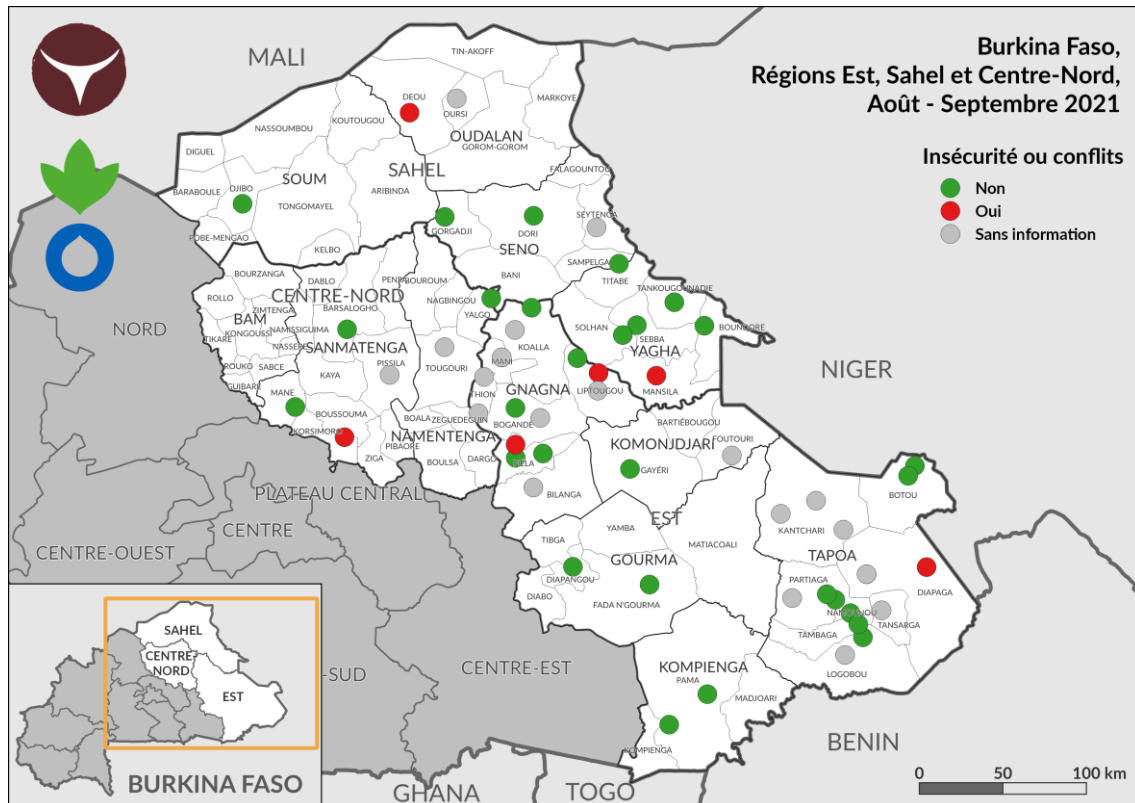 Burkina Faso,
Régions Est, Sahel et Centre-Nord,
Août - Septembre 2021
Insécurité ou conflits
Non
Oui
Sans information
MALI
TIN-AKOFF
DEOU
OURSI
MARKOYE
KOUTOUGOU
NASSOUMBOU
OUDALAN
GOROM-GOROM
DIGUEL
SAHEL
FALAGOUNTOU
BARABOULE
DJIBO
SOUM
ARIBINDA
TONGOMAYEL
SEYTENGA
GORGADJI
DORI
POBE-MENGAO
KELBO
SENO
SAMPELGA
BOURZANGA
DABLO
PENSA
BOUROUM
BANI
TITABE
TANKOUGOUNADIE
ROLLO
CENTRE-NORD
NAGBINGOU
ZIMTENGA
BARSALOGHO
YALGO
NORD
BAM
NAMISSIGUIMA
SOLHAN
BOUNDORE
TIKARE
KONGOUSSI
SEBBA
NASSERE
SANMATENGA
KOALLA
YAGHA
ROUKO
SABCE
PISSILA
TOUGOURI
MANI
NIGER
GUIBARE
KAYA
GNAGNA
LIPTOUGOU
MANSILA
MANE
THION
BOUSSOUMA
BOALA
ZEGUEDEGUIN
BOGANDE
BARTIÉBOUGOU
KORSIMORO
NAMENTENGA
KOMONDJARI
FOUTOURI
PIBAORE
ZIGA
BOULSA
DARGO
PIELA
GAYÉRI
PLATEAU CENTRAL
BILANGA
BOTOU
CENTRE
EST
KANTCHARI
YAMBA
CENTRE-OUEST
TIBGA
MATIACOALI
TAPOA
GOURMA
DIAPANGOU
PARTIAGA
DIABO
FADA N'GOURMA
DIAPAGA
NAMOUNOU
TANSARGA
TAMBAGA
CENTRE-EST
KOMPIENGA
LOGOBOU
-SUD
PAMA
MADJOARI
KOMPIENGA
BENIN
SAHEL
CENTRE-
NORD
EST
BURKINA FASO
GHANA
TOGO
0 50 100 km